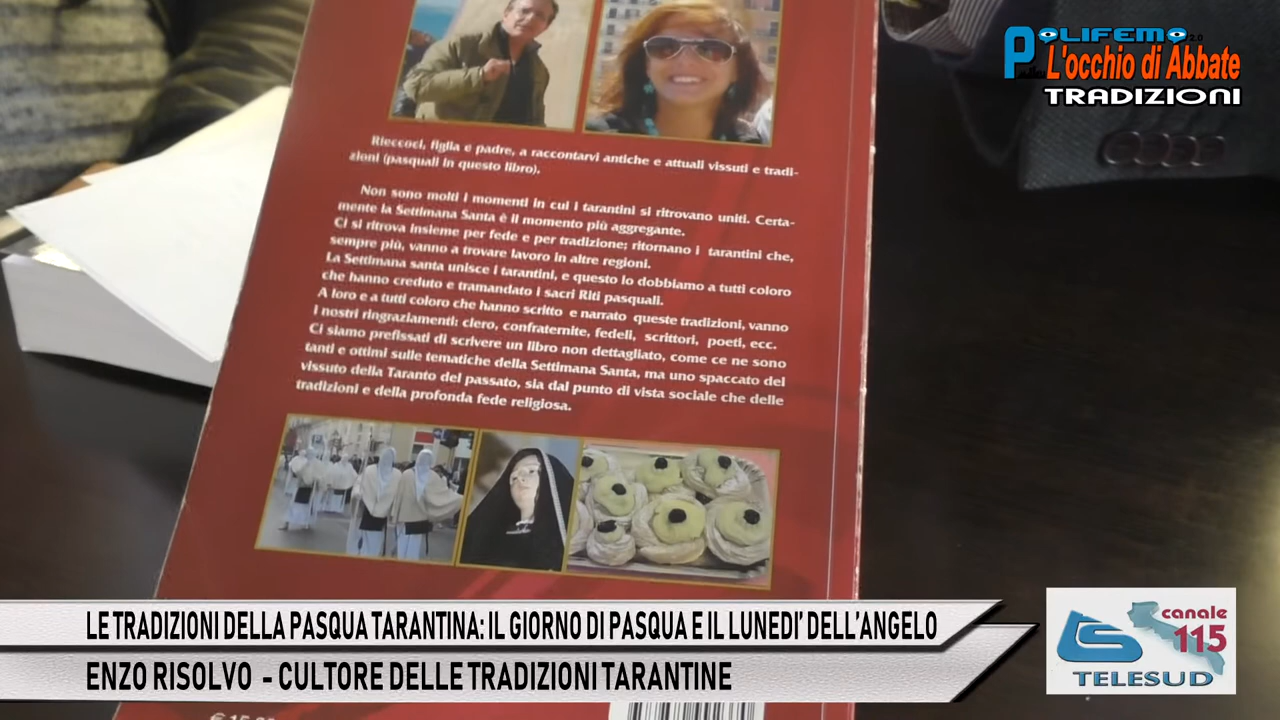 POLIFEMO 2.0
L'occhio di Abbate
TRADIZIONI
Rieccoci, figlia e padre, a raccontarvi antiche e attuali vissuti e tradi-
zioni (pasquali in questo libro).
Non sono molti i momenti in cui i tarantini si ritrovano uniti. Certa-
mente la Settimana Santa è il momento più aggregante.
Ci si ritrova insieme per fede e per tradizione; ritornano i tarantini che,
sempre più, vanno a trovare lavoro in altre regioni.
La Settimana santa unisce i tarantini, e questo lo dobbiamo a tutti coloro
che hanno creduto e tramandato i sacri Riti pasquali.
A loro e a tutti coloro che hanno scritto e narrato queste tradizioni, vanno
I nostri ringraziamenti: clero, confraternite, fedeli, scrittori, poeti, ecc.
Ci siamo prefissati di scrivere un libro non dettagliato, come ce ne sono
tanti e ottimi sulle tematiche della Settimana Santa, ma uno spaccato del
vissuto della Taranto del passato, sia dal punto di vista sociale che delle
tradizioni e della profonda fede religiosa.
LE TRADIZIONI DELLA PASQUA TARANTINA: IL GIORNO DI PASQUA E IL LUNEDI' DELL'ANGELO
ENZO RISOLVO - CULTORE DELLE TRADIZIONI TARANTINE
canale
115
TELESUD